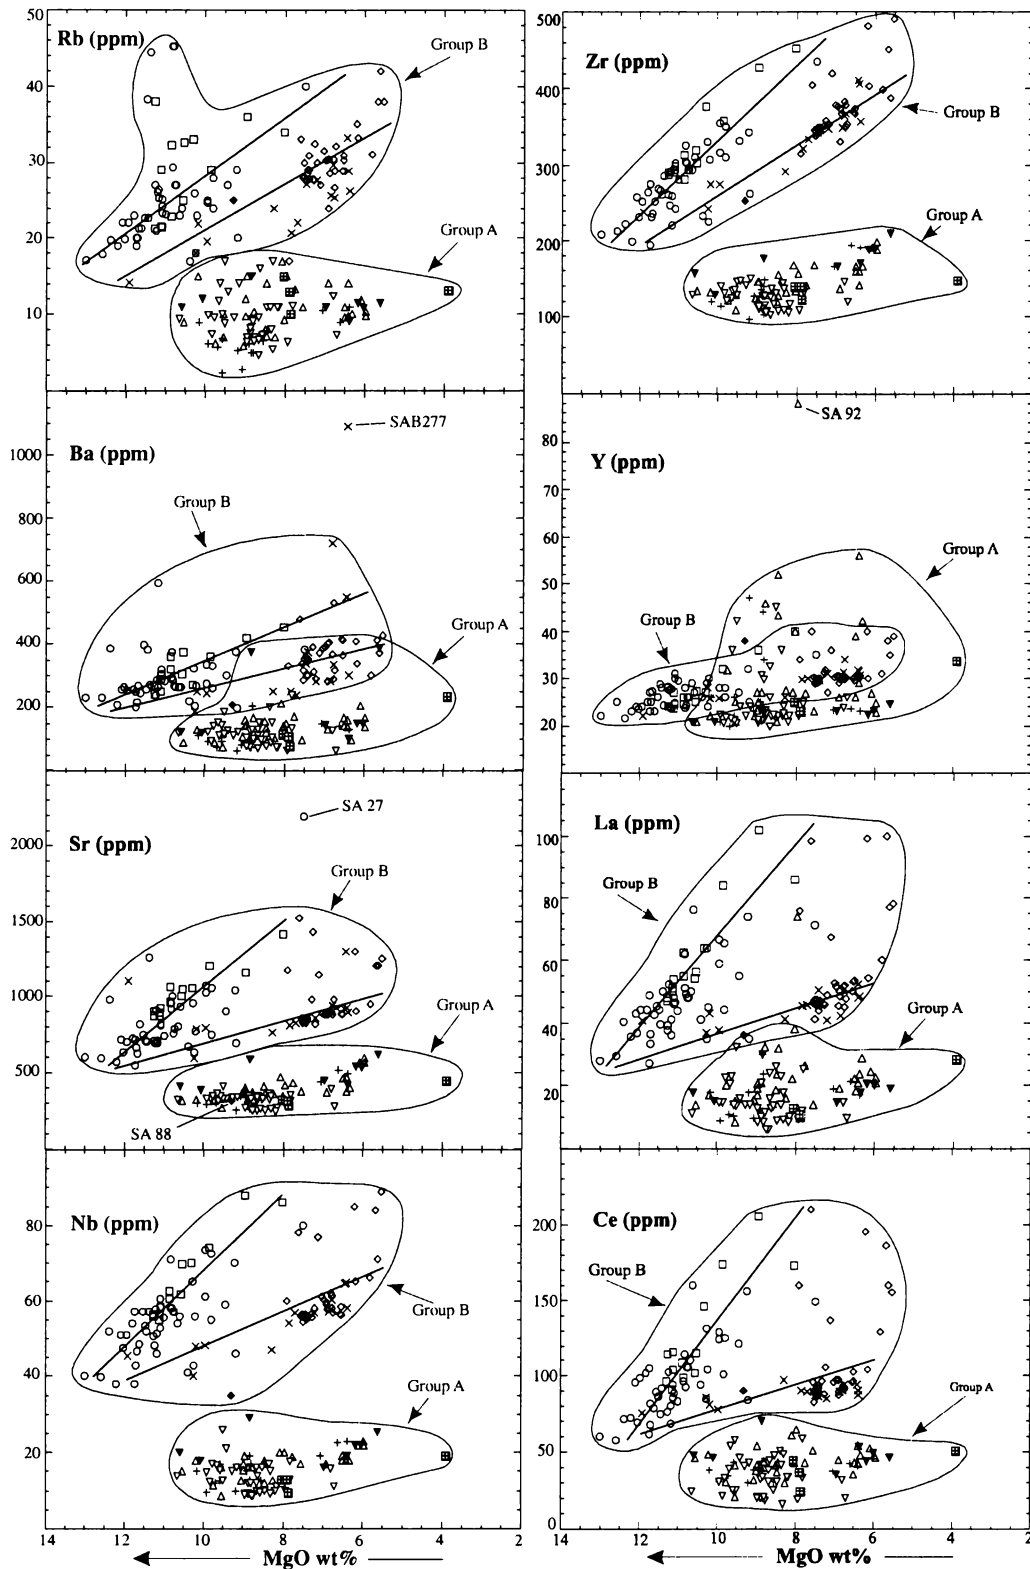 Rb (ppm)
Group B
Group A
40
30
20
10
Zr (ppm)
Group B
Group A
500
400
300
200
100
Ba (ppm)
SAB277
Group B
Group A
1000
800
600
400
200
Y (ppm)
SA 92
Group A
Group B
80
70
60
50
40
30
20
Sr (ppm)
SA 27
Group B
Group A
SA 88
2000
1500
1000
500
La (ppm)
Group B
Group A
100
80
60
40
20
Nb (ppm)
Group B
Group A
80
60
40
20
14 12 10 8 6 4 2
MgO wt%
Ce (ppm)
Group B
Group A
200
150
100
50
0
14 12 10 8 6 4 2
MgO wt%